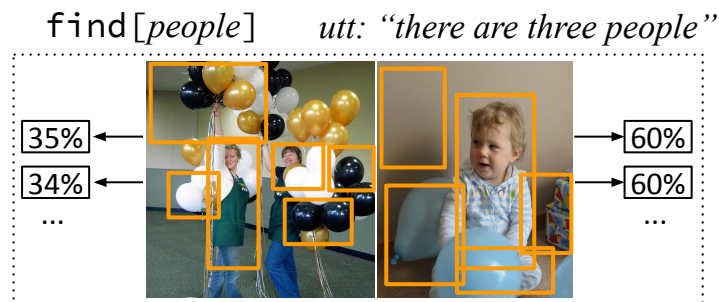 find[people] utt: “there are three people”
35% 60%
34% 60%
... ...